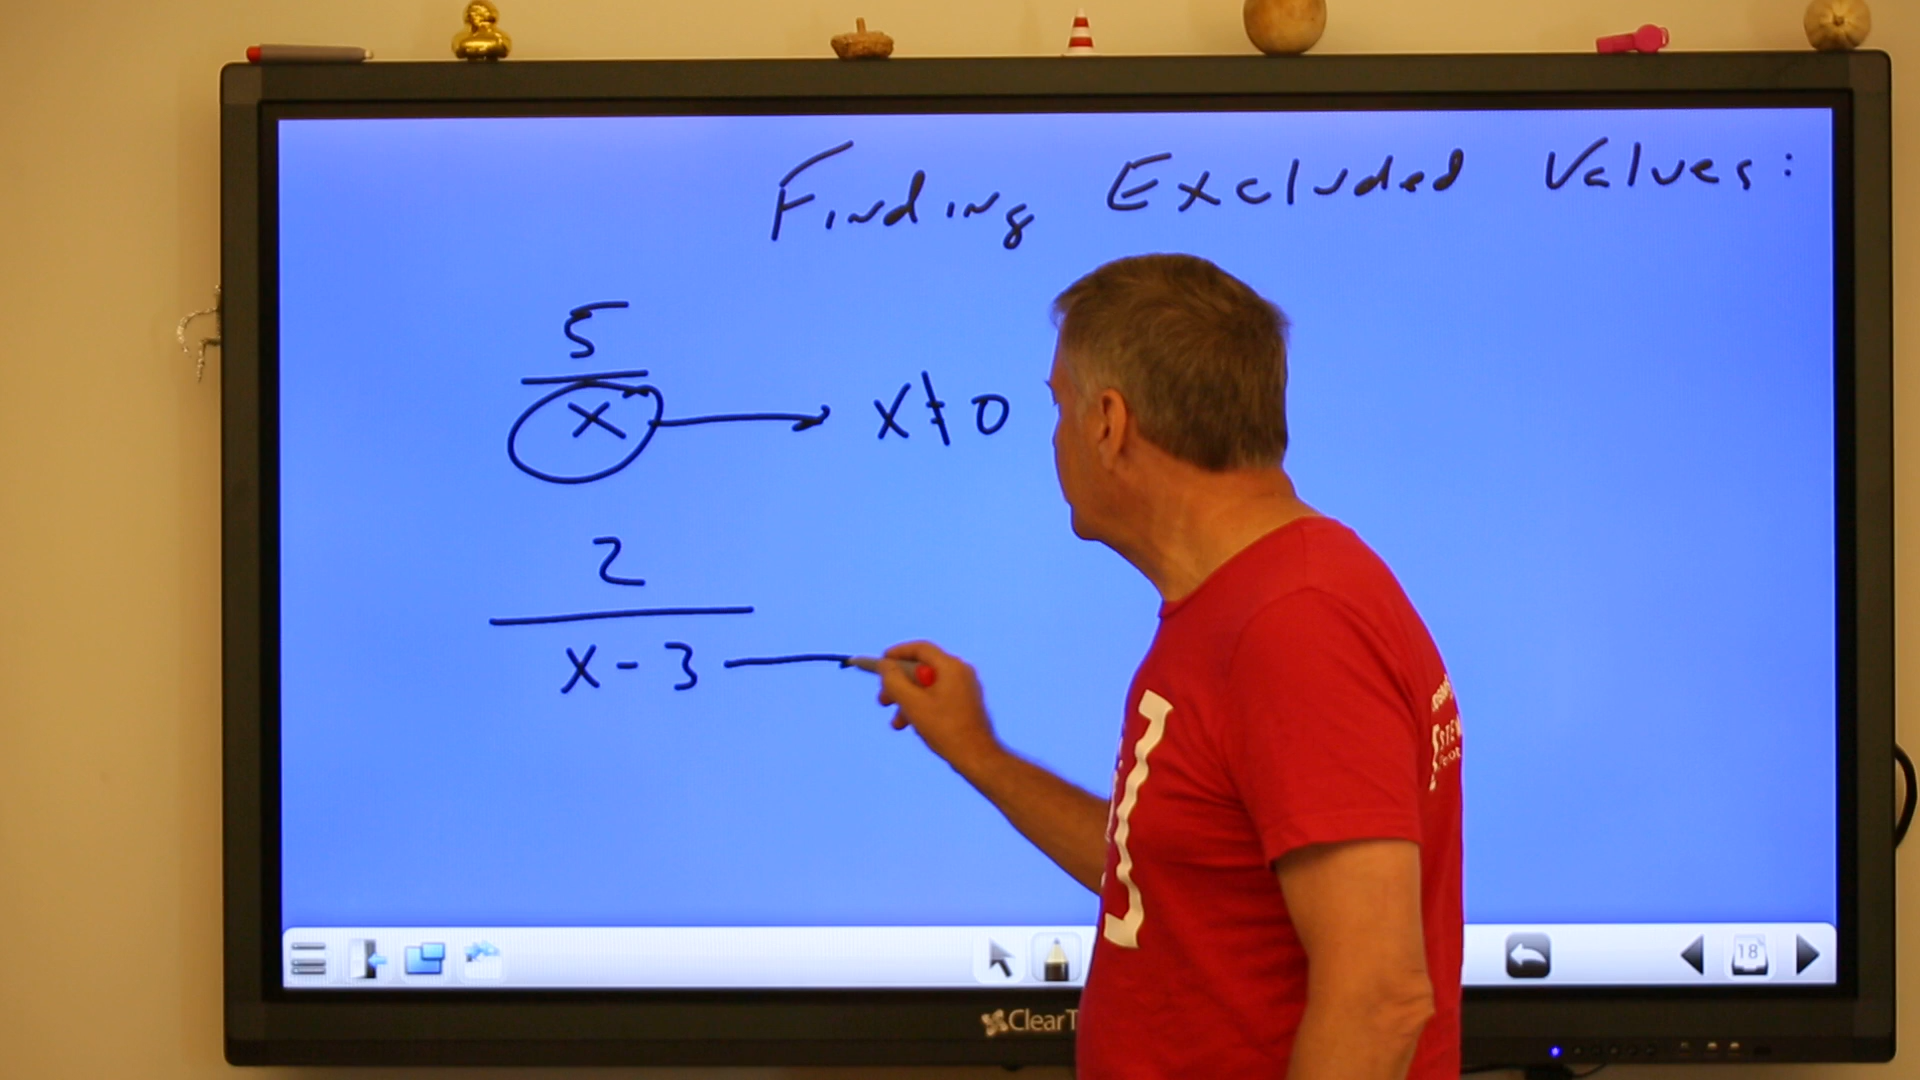 Finding Excluded Values:
5
x → x ≠ 0
2
x - 3
18
ClearT